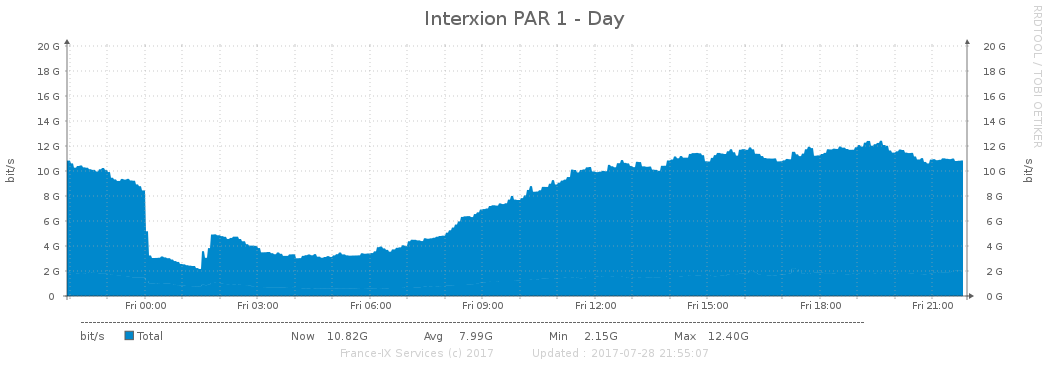 Interxion PAR 1 - Day
RRDTOOL / TOBI OETIKER
bit/s
bit/s
20 G 20 G
18 G 18 G
16 G 16 G
14 G 14 G
12 G 12 G
10 G 10 G
8 G 8 G
6 G 6 G
4 G 4 G
2 G 2 G
0 0 G
Fri 00:00 Fri 03:00 Fri 06:00 Fri 09:00 Fri 12:00 Fri 15:00 Fri 18:00 Fri 21:00
bit/s Total Now 10.82G Avg 7.99G Min 2.15G Max 12.40G
France-IX Services (c) 2017 Updated : 2017-07-28 21:55:07